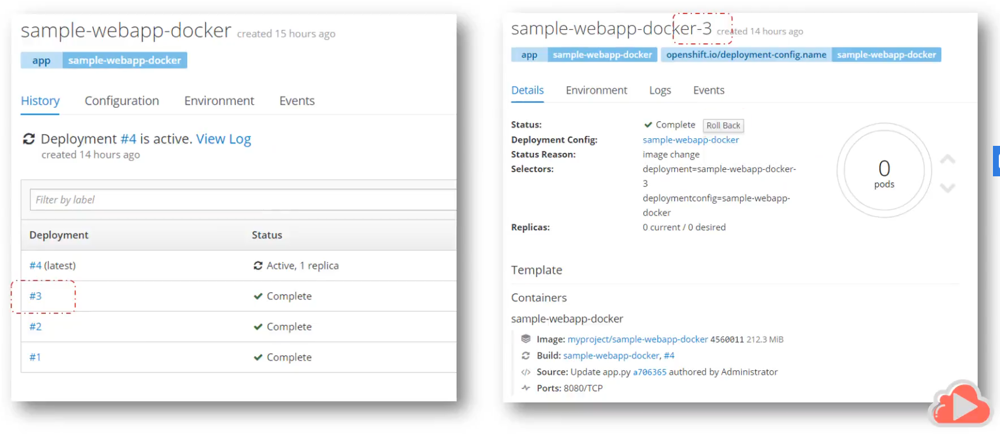 sample-webapp-docker created 15 hours ago
app sample-webapp-docker
History Configuration Environment Events
Deployment #4 is active. View Log
created 14 hours ago
Filter by label
Deployment Status
#4 (latest) Active, 1 replica
#3 Complete
#2 Complete
#1 Complete
sample-webapp-docker-3 created 14 hours ago
app sample-webapp-docker openshift.io/deployment-config.name sample-webapp-docker
Details Environment Logs Events
Status: Complete Roll Back
Deployment Config: sample-webapp-docker
Status Reason: image change
Selectors: deployment=sample-webapp-docker-
3
deploymentconfig=sample-webapp-
docker
Replicas: 0 current / 0 desired
0
pods
Template
Containers
sample-webapp-docker
Image: myproject/sample-webapp-docker 4560011 212.3 MiB
Build: sample-webapp-docker, #4
</> Source: Update app.py a706365 authored by Administrator
Ports: 8080/TCP